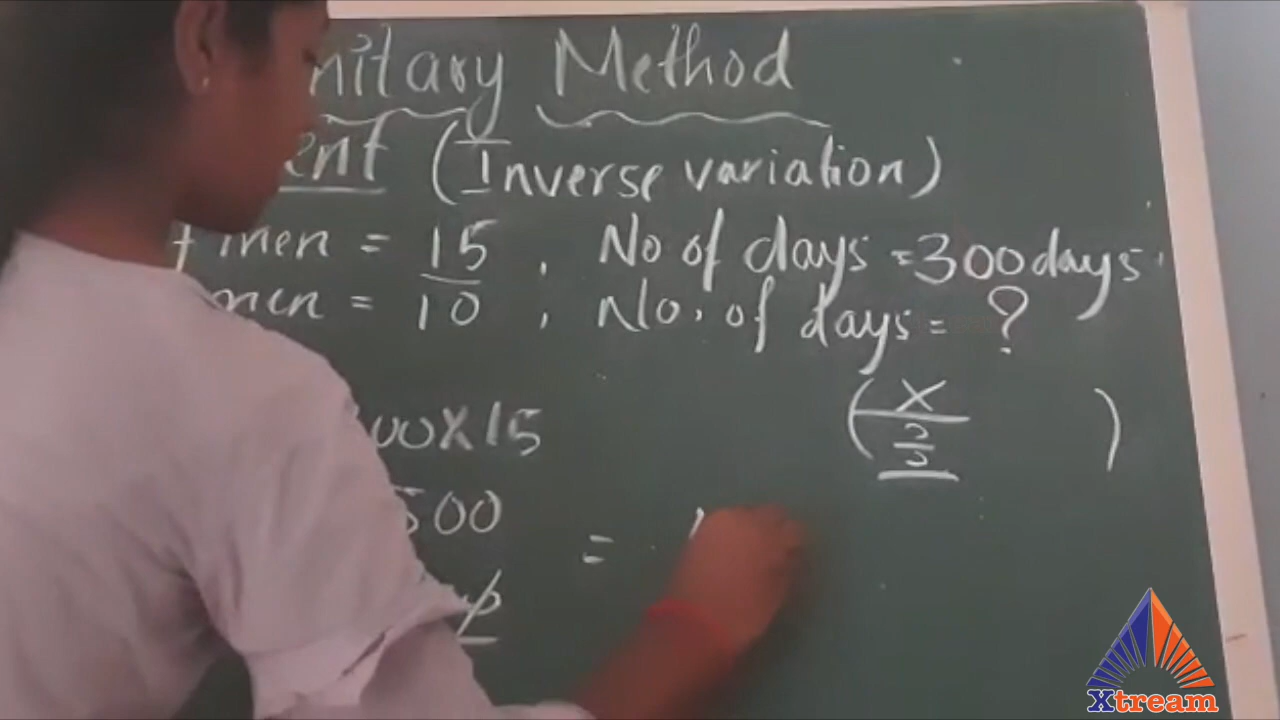 nitary Method
ent (Inverse variation)
f men = 15 , No of days = 300 days
men = 10 , No. of days = ?
00 X 15
( X )
500
=
Xtream